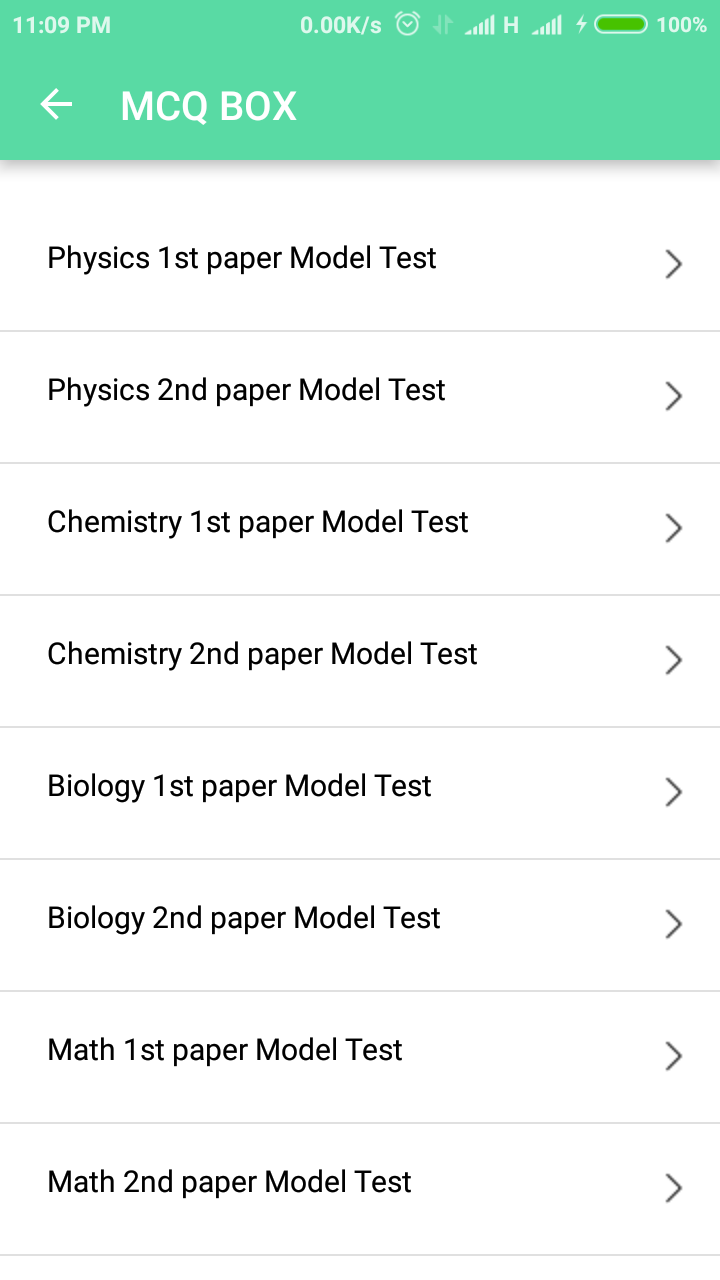 11:09 PM 0.00K/s H 100%
MCQ BOX
Physics 1st paper Model Test
Physics 2nd paper Model Test
Chemistry 1st paper Model Test
Chemistry 2nd paper Model Test
Biology 1st paper Model Test
Biology 2nd paper Model Test
Math 1st paper Model Test
Math 2nd paper Model Test